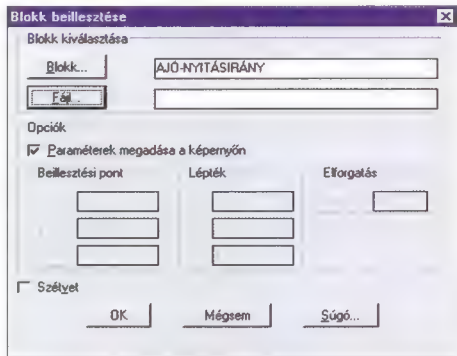 Blokk beillesztése
Blokk kiválasztása
Blokk... AJÓ-NYITÁSIRÁNY
Fájl...
Opciók
Paraméterek megadása a képernyőn
Beillesztési pont Lépték Elforgatás
Szétvet
OK Mégsem Súgó...